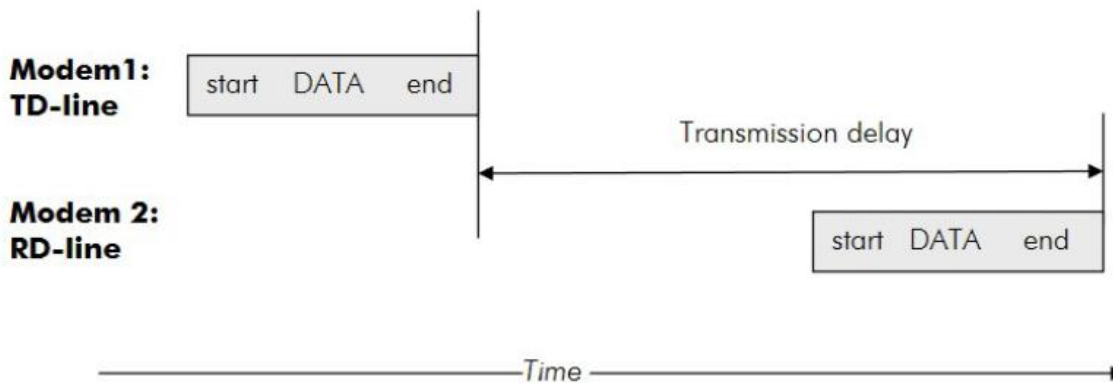 Modem1:
TD-line
start DATA end
Transmission delay
Modem 2:
RD-line
start DATA end
Time